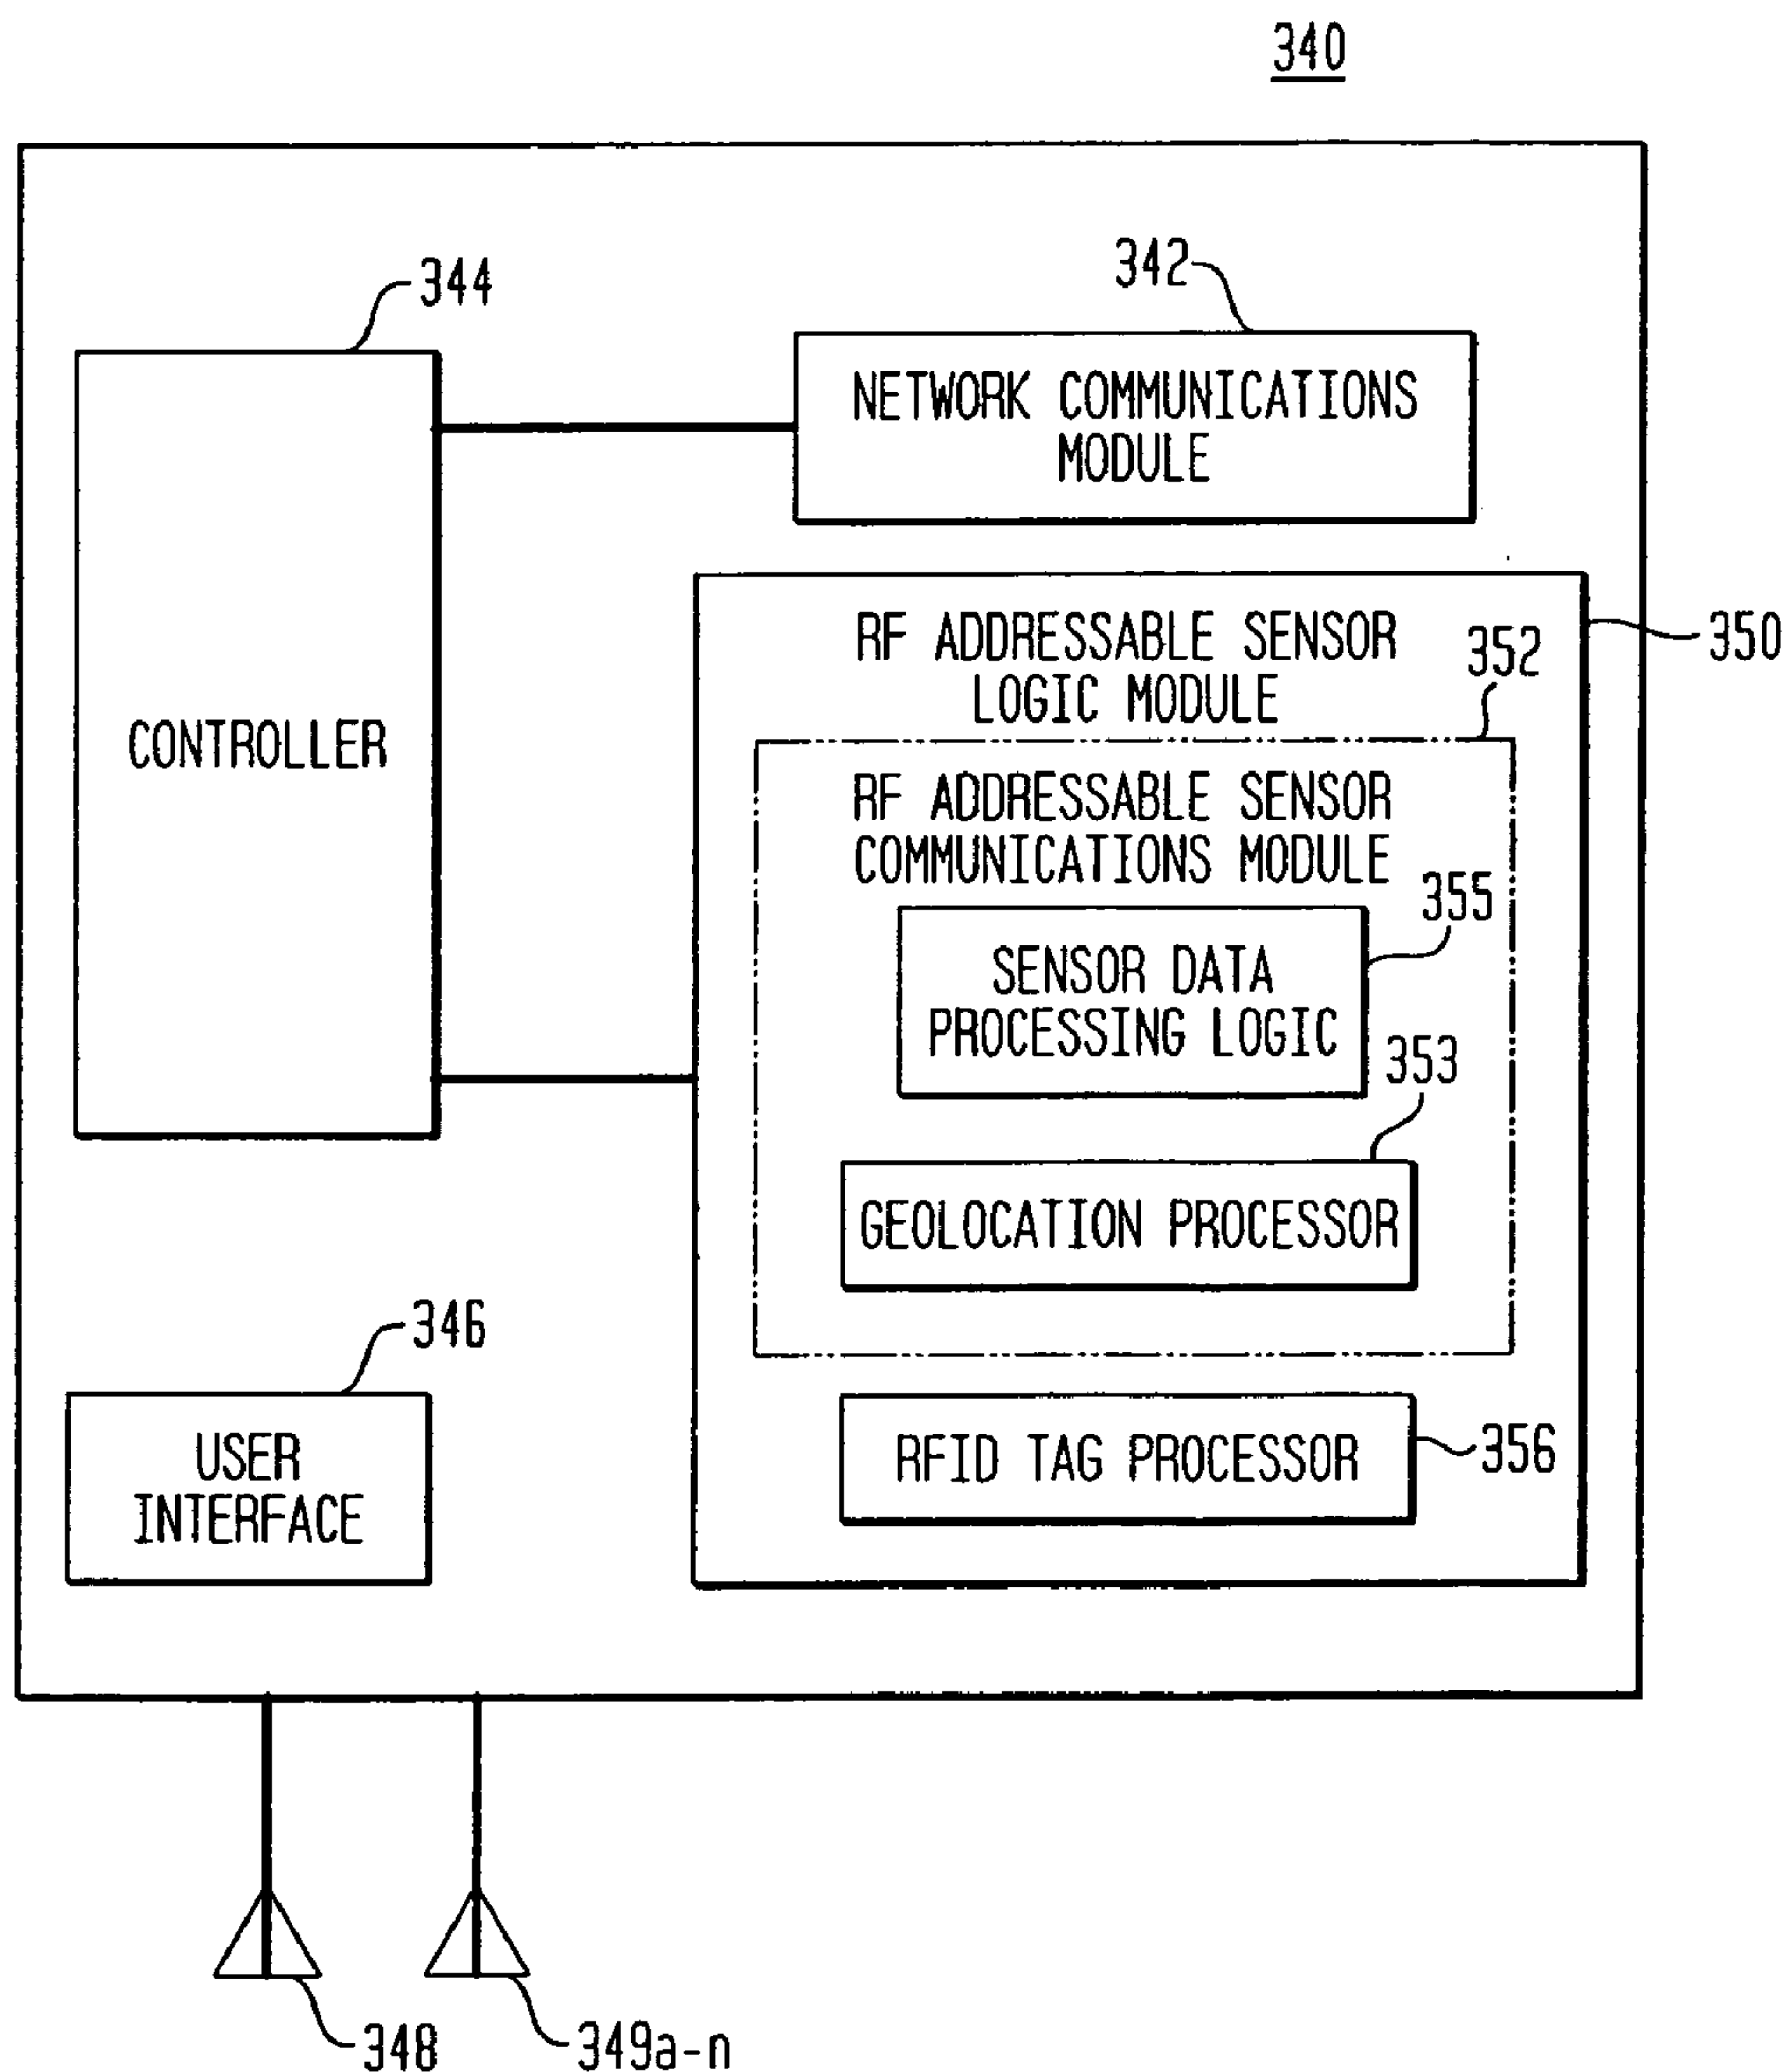 340
344
342
NETWORK COMMUNICATIONS
MODULE
CONTROLLER
RF ADDRESSABLE SENSOR
LOGIC MODULE
350
352
RF ADDRESSABLE SENSOR
COMMUNICATIONS MODULE
355
SENSOR DATA
PROCESSING LOGIC
353
GEOLOCATION PROCESSOR
346
USER
INTERFACE
RFID TAG PROCESSOR
356
348
349a-n